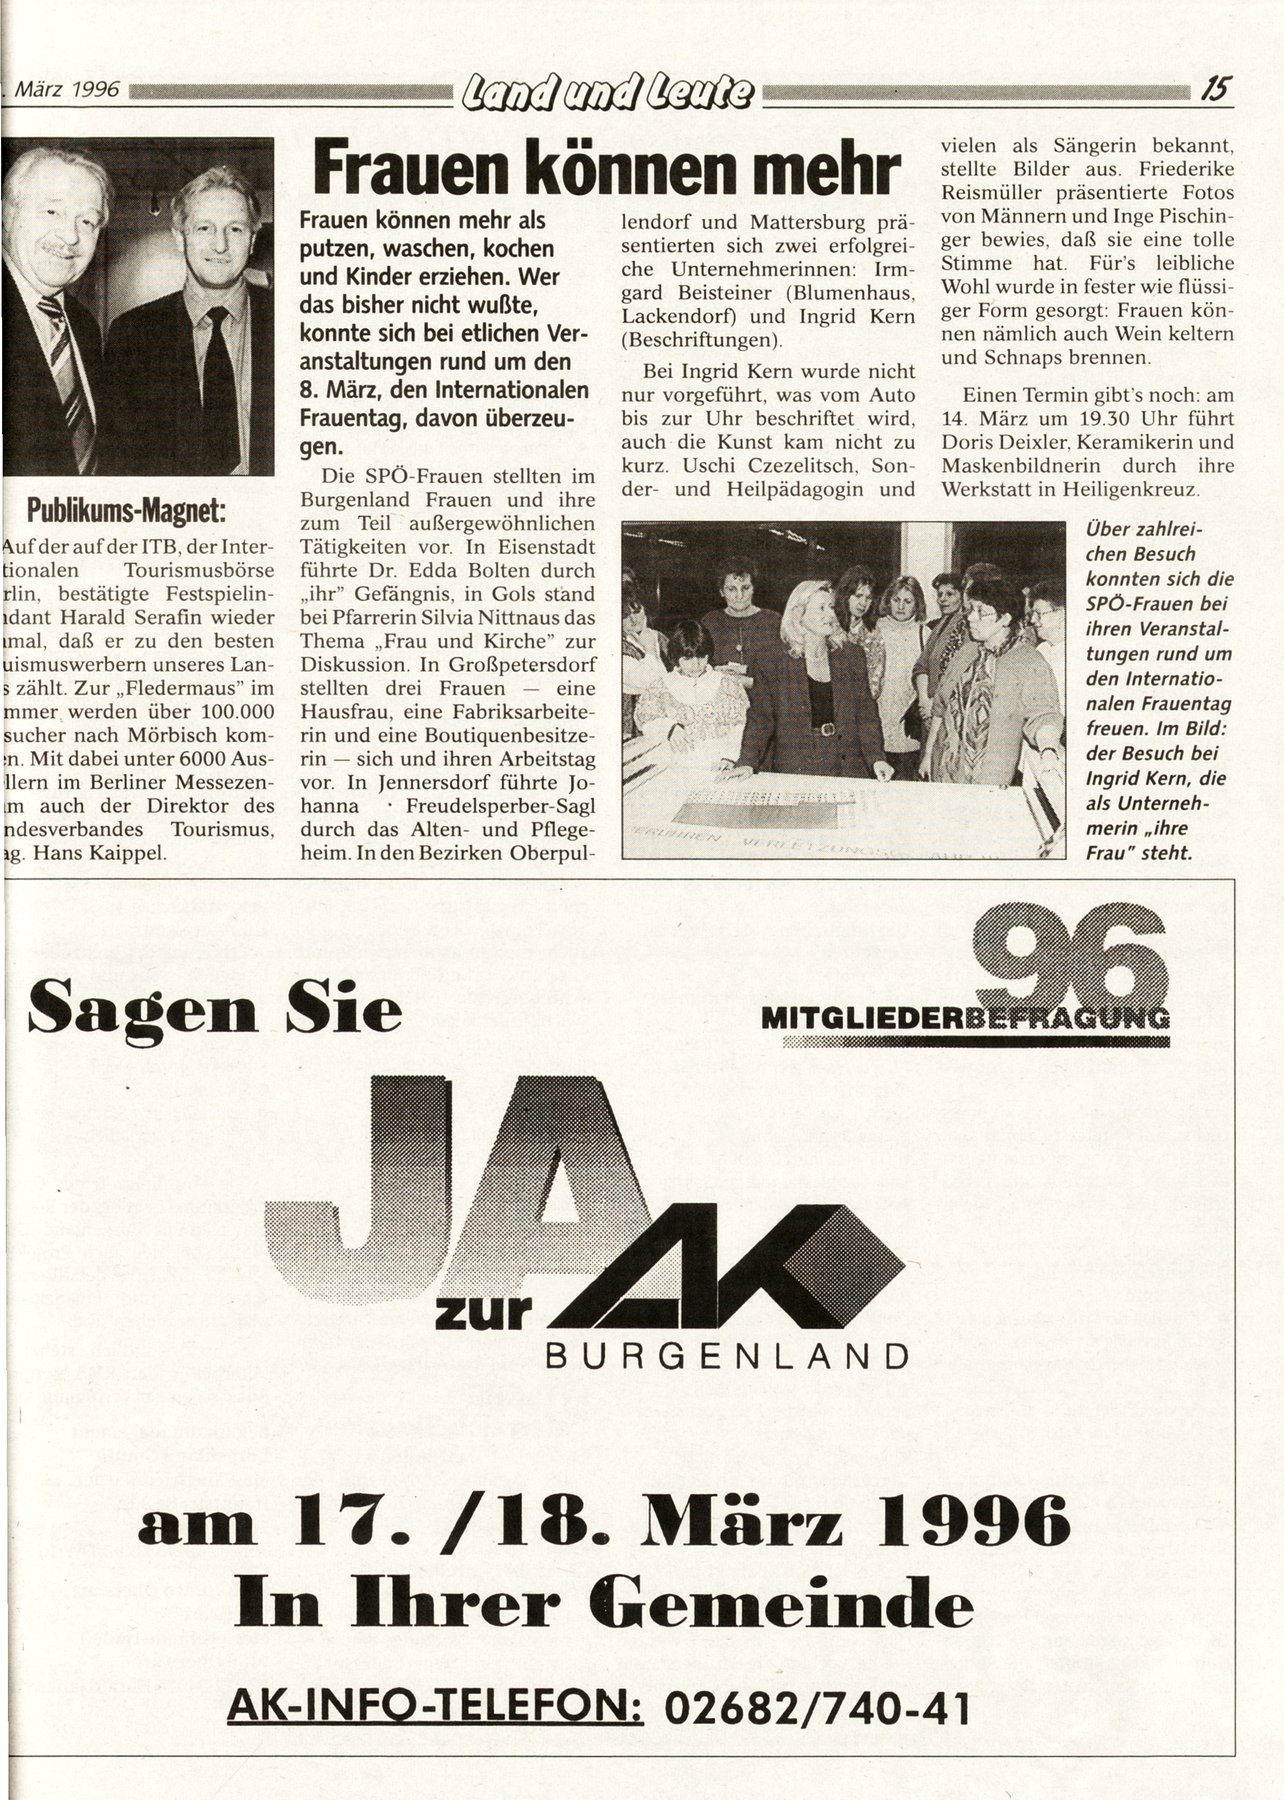 . März 1996
Land und Leute
15
Publikums-Magnet:
Auf der auf der ITB, der Inter-
tionalen Tourismusbörse
rlin, bestätigte Festspielin-
dant Harald Serafin wieder
mal, daß er zu den besten
uismuswerbern unseres Lan-
s zählt. Zur „Fledermaus” im
mmer werden über 100.000
sucher nach Mörbisch kom-
n. Mit dabei unter 6000 Aus-
llern im Berliner Messezen-
m auch der Direktor des
ndesverbandes Tourismus,
ag. Hans Kaippel.
Frauen können mehr
Frauen können mehr als
putzen, waschen, kochen
und Kinder erziehen. Wer
das bisher nicht wußte,
konnte sich bei etlichen Ver-
anstaltungen rund um den
8. März, den Internationalen
Frauentag, davon überzeu-
gen.
Die SPÖ-Frauen stellten im
Burgenland Frauen und ihre
zum Teil außergewöhnlichen
Tätigkeiten vor. In Eisenstadt
führte Dr. Edda Bolten durch
„ihr” Gefängnis, in Gols stand
bei Pfarrerin Silvia Nittnaus das
Thema „Frau und Kirche” zur
Diskussion. In Großpetersdorf
stellten drei Frauen — eine
Hausfrau, eine Fabriksarbeite-
rin und eine Boutiquenbesitze-
rin — sich und ihren Arbeitstag
vor. In Jennersdorf führte Jo-
hanna Freudelsperber-Sagl
durch das Alten- und Pflege-
heim. In den Bezirken Oberpul-
lendorf und Mattersburg prä-
sentierten sich zwei erfolgrei-
che Unternehmerinnen: Irm-
gard Beisteiner (Blumenhaus,
Lackendorf) und Ingrid Kern
(Beschriftungen).
Bei Ingrid Kern wurde nicht
nur vorgeführt, was vom Auto
bis zur Uhr beschriftet wird,
auch die Kunst kam nicht zu
kurz. Uschi Czezelitsch, Son-
der- und Heilpädagogin und
vielen als Sängerin bekannt,
stellte Bilder aus. Friederike
Reismüller präsentierte Fotos
von Männern und Inge Pischin-
ger bewies, daß sie eine tolle
Stimme hat. Für's leibliche
Wohl wurde in fester wie flüssi-
ger Form gesorgt: Frauen kön-
nen nämlich auch Wein keltern
und Schnaps brennen.
Einen Termin gibt's noch: am
14. März um 19.30 Uhr führt
Doris Deixler, Keramikerin und
Maskenbildnerin durch ihre
Werkstatt in Heiligenkreuz.
Über zahlrei-
chen Besuch
konnten sich die
SPÖ-Frauen bei
ihren Veranstal-
tungen rund um
den Internatio-
nalen Frauentag
freuen. Im Bild:
der Besuch bei
Ingrid Kern, die
als Unterneh-
merin „ihre
Frau” steht.
Sagen Sie
96
MITGLIEDERBEFRAGUNG
JA
zur AK
BURGENLAND
am 17. /18. März 1996
In Ihrer Gemeinde
AK-INFO-TELEFON: 02682/740-41